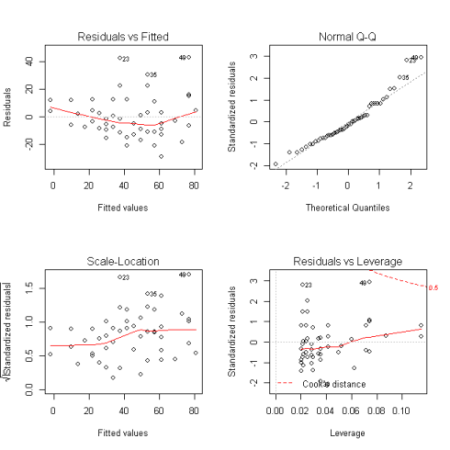 Residuals vs Fitted
Residuals
20 0 20 40
23
35
49
0 20 40 60 80
Fitted values
Normal Q-Q
Standardized residuals
-2 -1 0 1 2 3
49
23
35
-2 -1 0 1 2
Theoretical Quantiles
Scale-Location
√|Standardized residuals|
0.0 0.5 1.0 1.5
23
35
49
0 20 40 60 80
Fitted values
Residuals vs Leverage
Standardized residuals
-2 -1 0 1 2 3
23
49
0.5
Cook's distance
0.00 0.02 0.04 0.06 0.08 0.10
Leverage